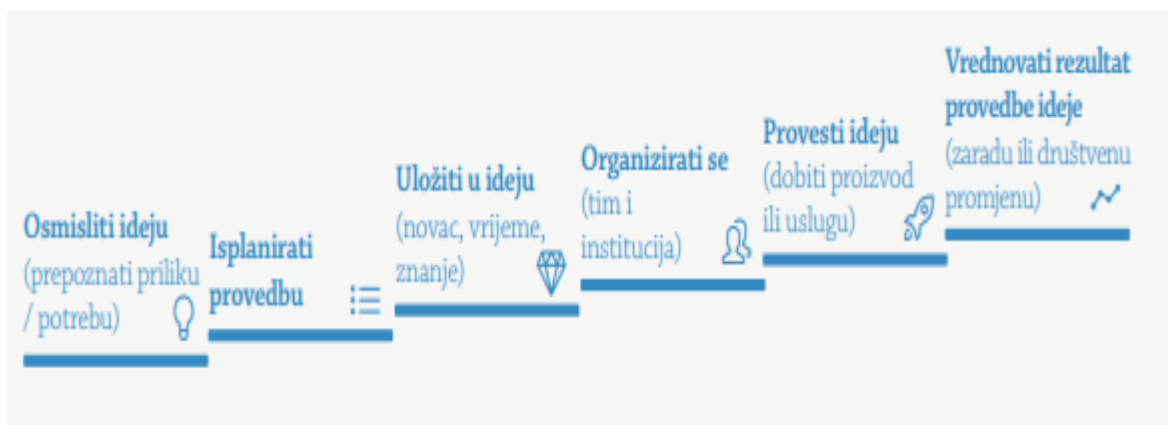 Osmisliti ideju
(prepoznati priliku
/ potrebu)
Isplanirati
provedbu
Uložiti u ideju
(novac, vrijeme,
znanje)
Organizirati se
(tim i
institucija)
Provesti ideju
(dobiti proizvod
ili uslugu)
Vrednovati rezultat
provedbe ideje
(zaradu ili društvenu
promjenu)